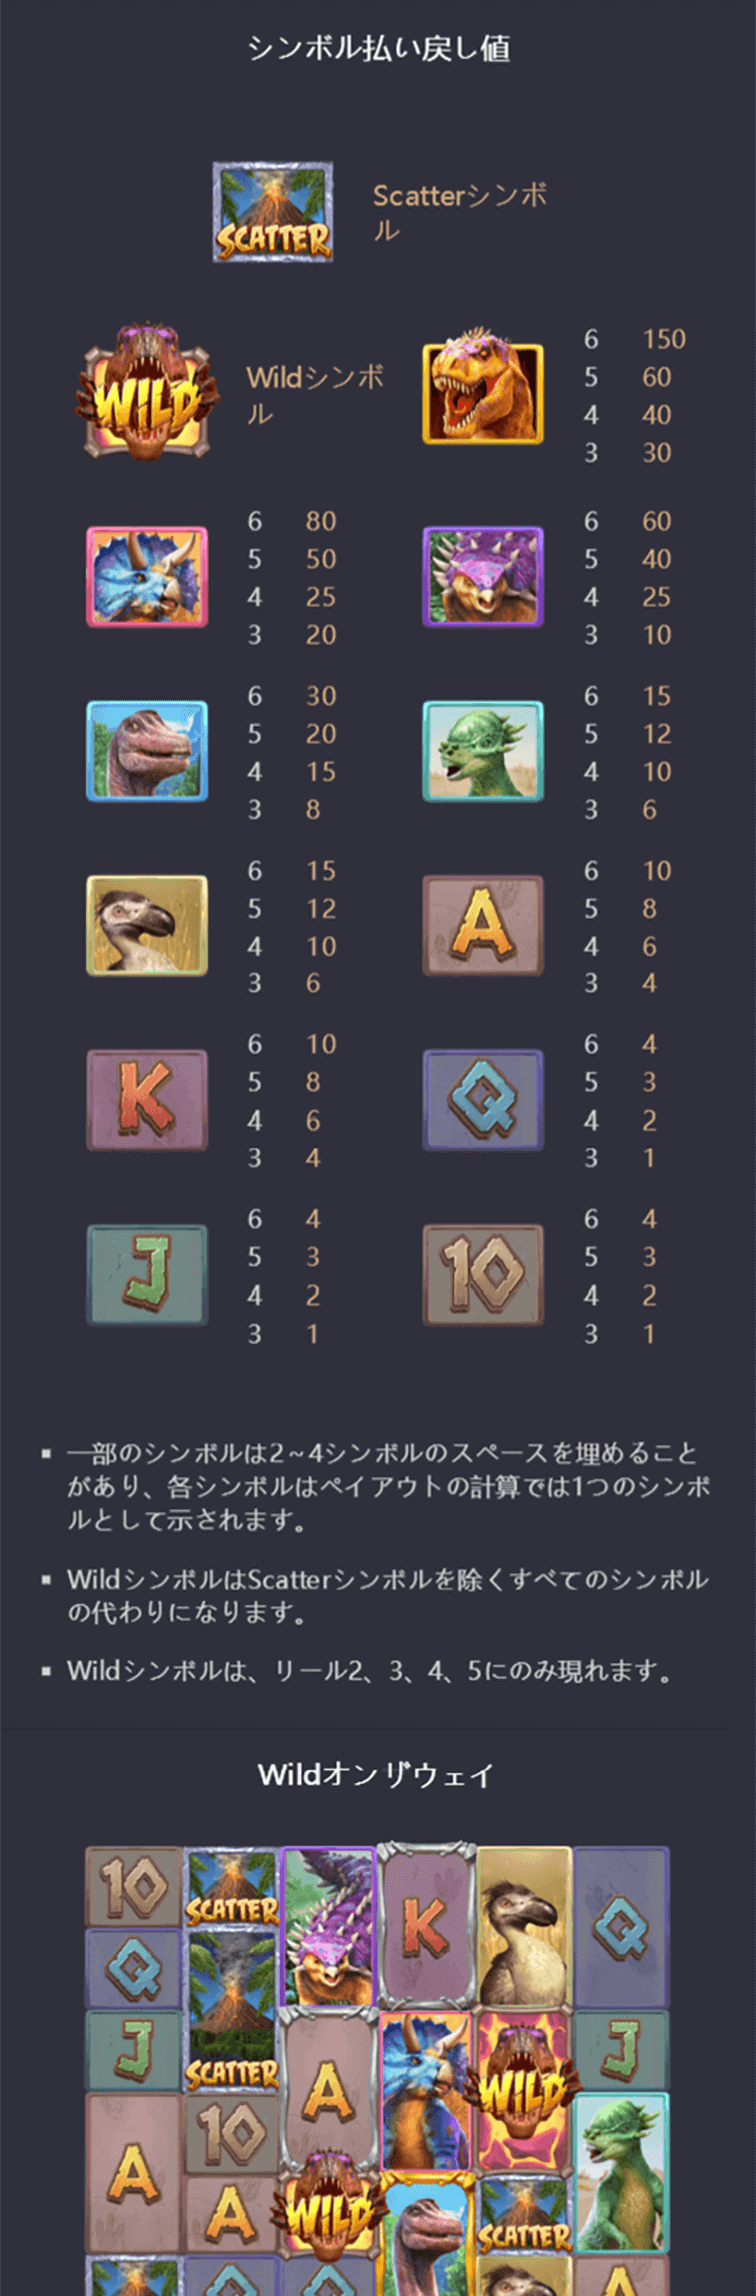 シンボル払い戻し値
SCATTER
Scatterシンボ
ル
WILD
Wildシンボ
ル
6 150
5 60
4 40
3 30
6 80
5 50
4 25
3 20
6 60
5 40
4 25
3 10
6 30
5 20
4 15
3 8
6 15
5 12
4 10
3 6
6 15
5 12
4 10
3 6
A
6 10
5 8
6 4
4 6
3 4
K
6 10
5 8
4 6
3 4
Q
6 4
5 3
4 2
3 1
J
6 4
5 3
4 2
3 1
10
6 4
5 3
4 2
3 1
一部のシンボルは2~4シンボルのスペースを埋めること
があり、各シンボルはペイアウトの計算では1つのシンボ
ルとして示されます。
WildシンボルはScatterシンボルを除くすべてのシンボル
の代わりになります。
Wildシンボルは、リール2、3、4、5にのみ現れます。
Wildオンザウェイ
10
SCATTER
K
Q
Q
SCATTER
J
A
WILD
J
A
10
A
WILD
SCATTER
Q
Q
A